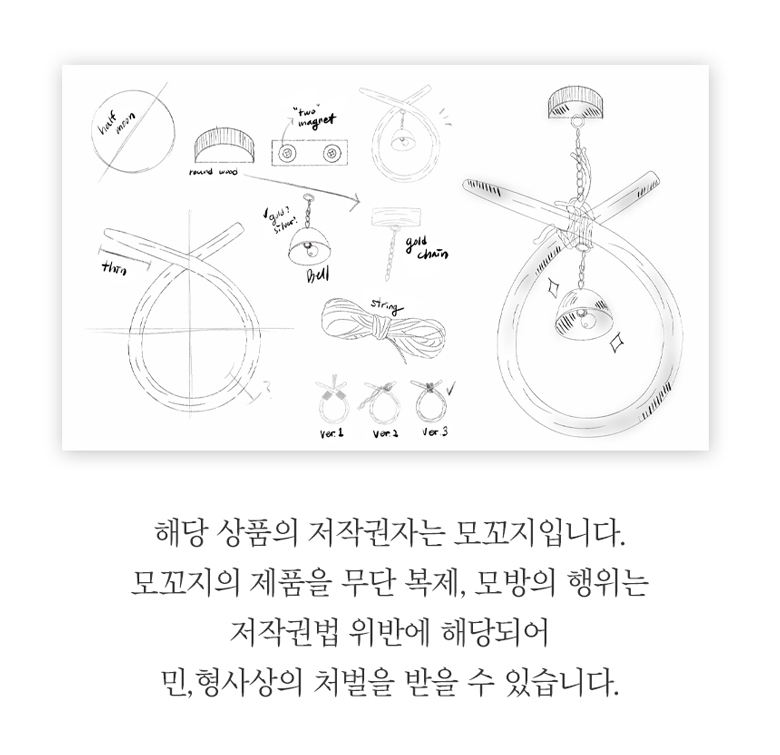 half moon
"two"
magnet
round wood
✓ gold?
silver?
Bell
gold
chain
thin
string
?
ver.1
ver.2
ver.3 ✓
해당 상품의 저작권자는 모꼬지입니다.
모꼬지의 제품을 무단 복제, 모방의 행위는
저작권법 위반에 해당되어
민,형사상의 처벌을 받을 수 있습니다.